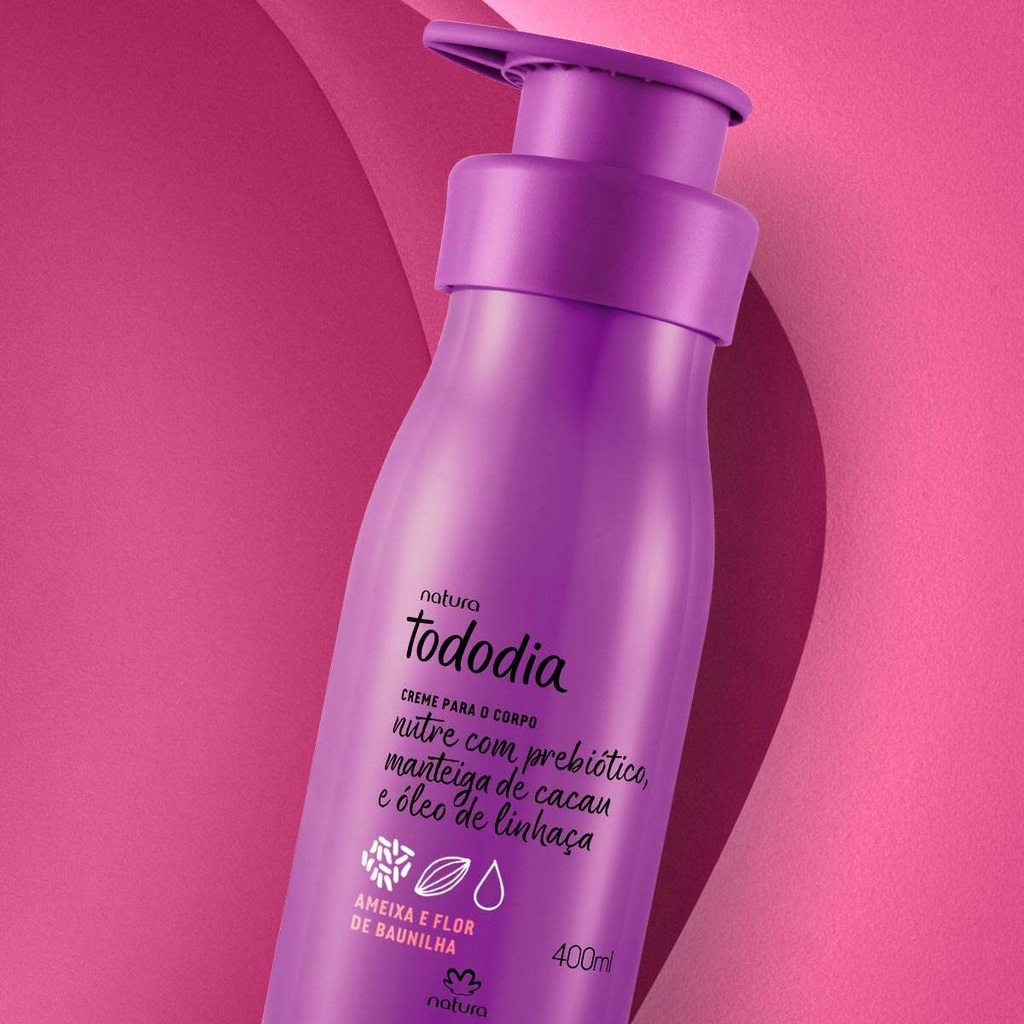 natura
tododia
CREME PARA O CORPO
nutre com prebiótico,
manteiga de cacau
e óleo de linhaça
AMEIXA E FLOR
DE BAUNILHA
400ml
natura